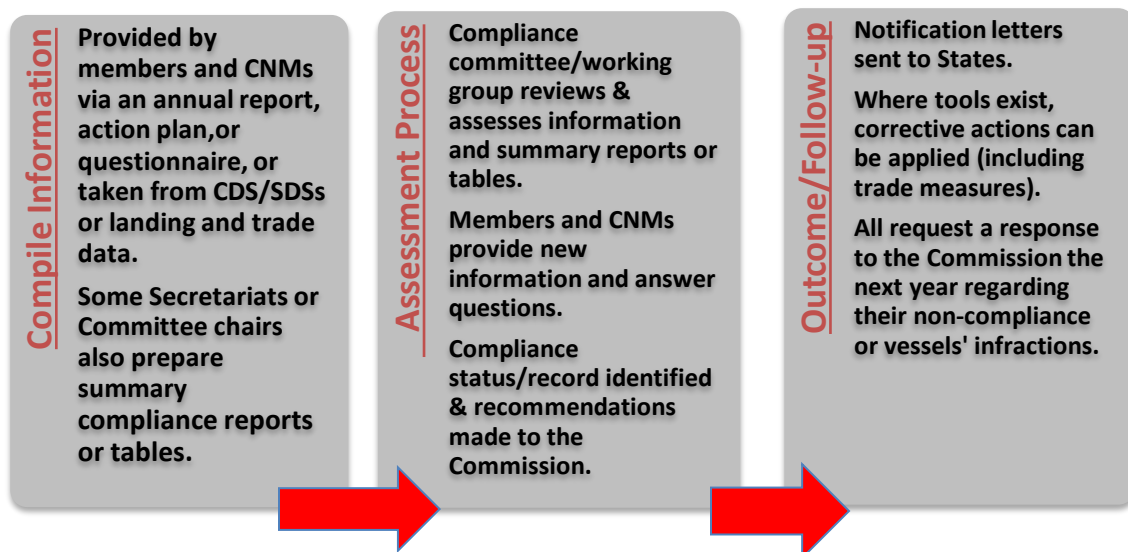 Compile Information
Provided by
members and CNMs
via an annual report,
action plan,or
questionnaire, or
taken from CDS/SDSs
or landing and trade
data.
Some Secretariats or
Committee chairs
also prepare
summary
compliance reports
or tables.
Assessment Process
Compliance
committee/working
group reviews &
assesses information
and summary reports or
tables.
Members and CNMs
provide new
information and answer
questions.
Compliance
status/record identified
& recommendations
made to the
Commission.
Outcome/Follow-up
Notification letters
sent to States.
Where tools exist,
corrective actions can
be applied (including
trade measures).
All request a response
to the Commission the
next year regarding
their non-compliance
or vessels' infractions.